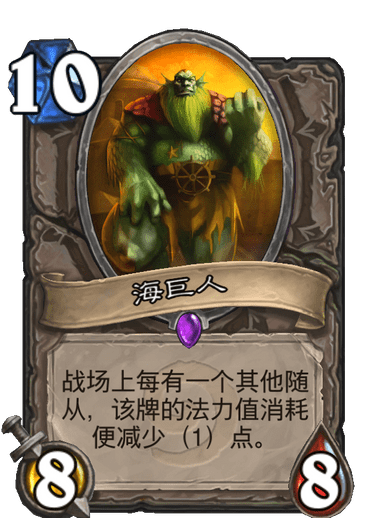 10
海巨人
战场上每有一个其他随
从，该牌的法力值消耗
便减少（1）点。
8
8